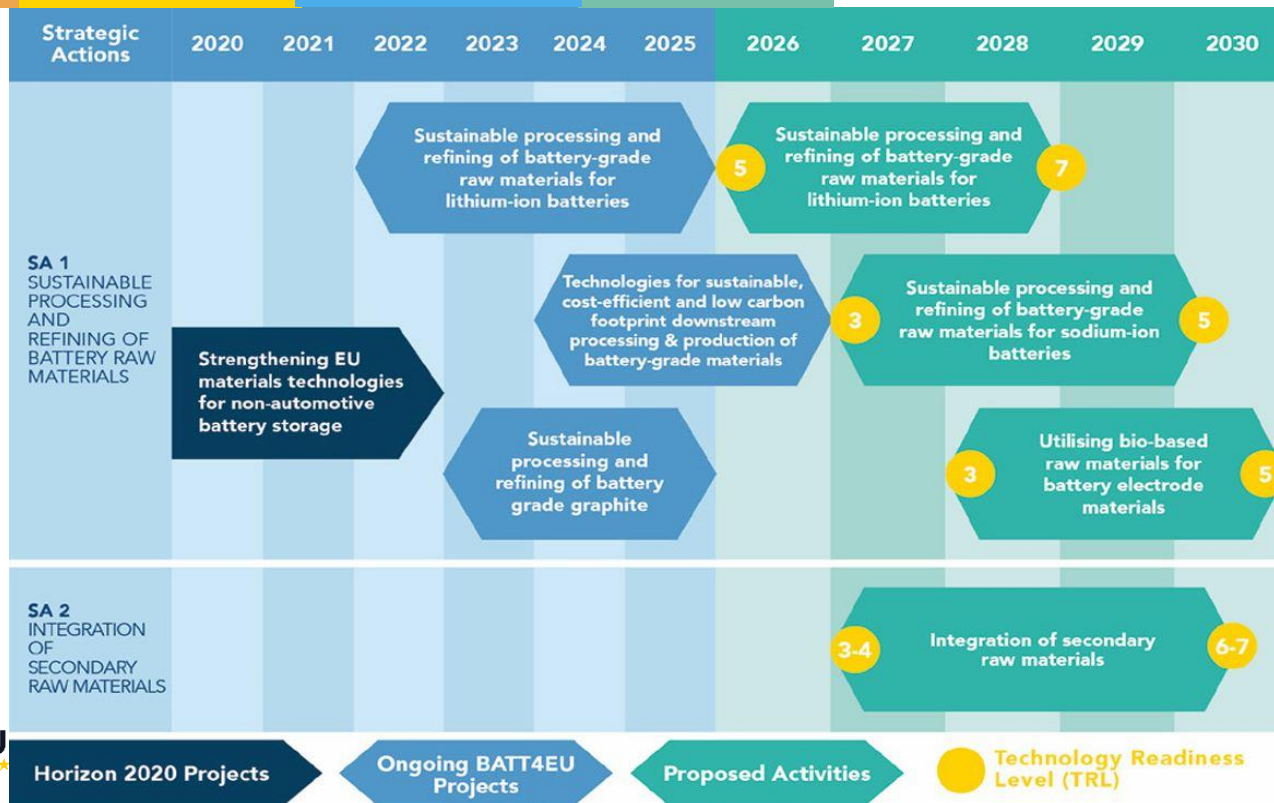 Strategic
Actions
2020
2021
2022
2023
2024
2025
2026
2027
2028
2029
2030
SA 1
SUSTAINABLE
PROCESSING
AND
REFINING OF
BATTERY RAW
MATERIALS
Sustainable processing and
refining of battery-grade
raw materials for
lithium-ion batteries
5
Sustainable processing and
refining of battery-grade
raw materials for
lithium-ion batteries
7
Technologies for sustainable,
cost-efficient and low carbon
footprint downstream
processing & production of
battery-grade materials
3
Sustainable processing and
refining of battery-grade
raw materials for sodium-ion
batteries
5
Strengthening EU
materials technologies
for non-automotive
battery storage
Sustainable
processing and
refining of battery
grade graphite
3
Utilising bio-based
raw materials for
battery electrode
materials
5
SA 2
INTEGRATION
OF
SECONDARY
RAW MATERIALS
3-4
Integration of secondary
raw materials
6-7
Horizon 2020 Projects
Ongoing BATT4EU
Projects
Proposed Activities
Technology Readiness
Level (TRL)